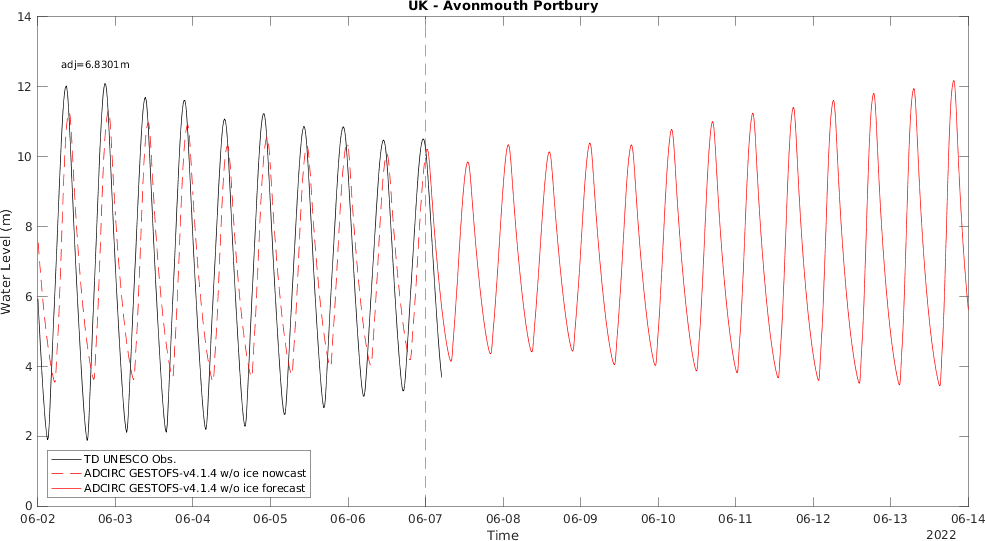 UK - Avonmouth Portbury
14
adj=6.8301m
12
10
8
Water Level (m)
6
4
2
TD UNESCO Obs.
ADCIRC GESTOFS-v4.1.4 w/o ice nowcast
ADCIRC GESTOFS-v4.1.4 w/o ice forecast
0
06-02 06-03 06-04 06-05 06-06 06-07 06-08 06-09 06-10 06-11 06-12 06-13 06-14
Time
2022